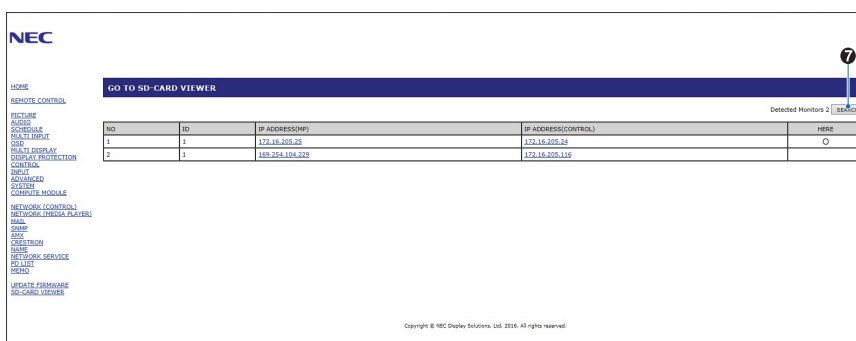 NEC
7
HOME
REMOTE CONTROL
PICTURE
AUDIO
SCHEDULE
MULTI INPUT
OSD
MULTI DISPLAY
DISPLAY PROTECTION
CONTROL
INPUT
ADVANCED
SYSTEM
COMPUTE MODULE
NETWORK (CONTROL)
NETWORK (MEDIA PLAYER)
MAIL
SNMP
AMX
CRESTRON
NAME
NETWORK SERVICE
PD LIST
MEMO
UPDATE FIRMWARE
SD-CARD VIEWER
GO TO SD-CARD VIEWER
Detected Monitors 2 SEARCH
NO ID IP ADDRESS(MP) IP ADDRESS(CONTROL) HERE
1 1 172.16.205.25 172.16.205.24 O
2 1 169.254.104.229 172.16.205.116
Copyright © NEC Display Solutions, Ltd. 2016. All rights reserved.